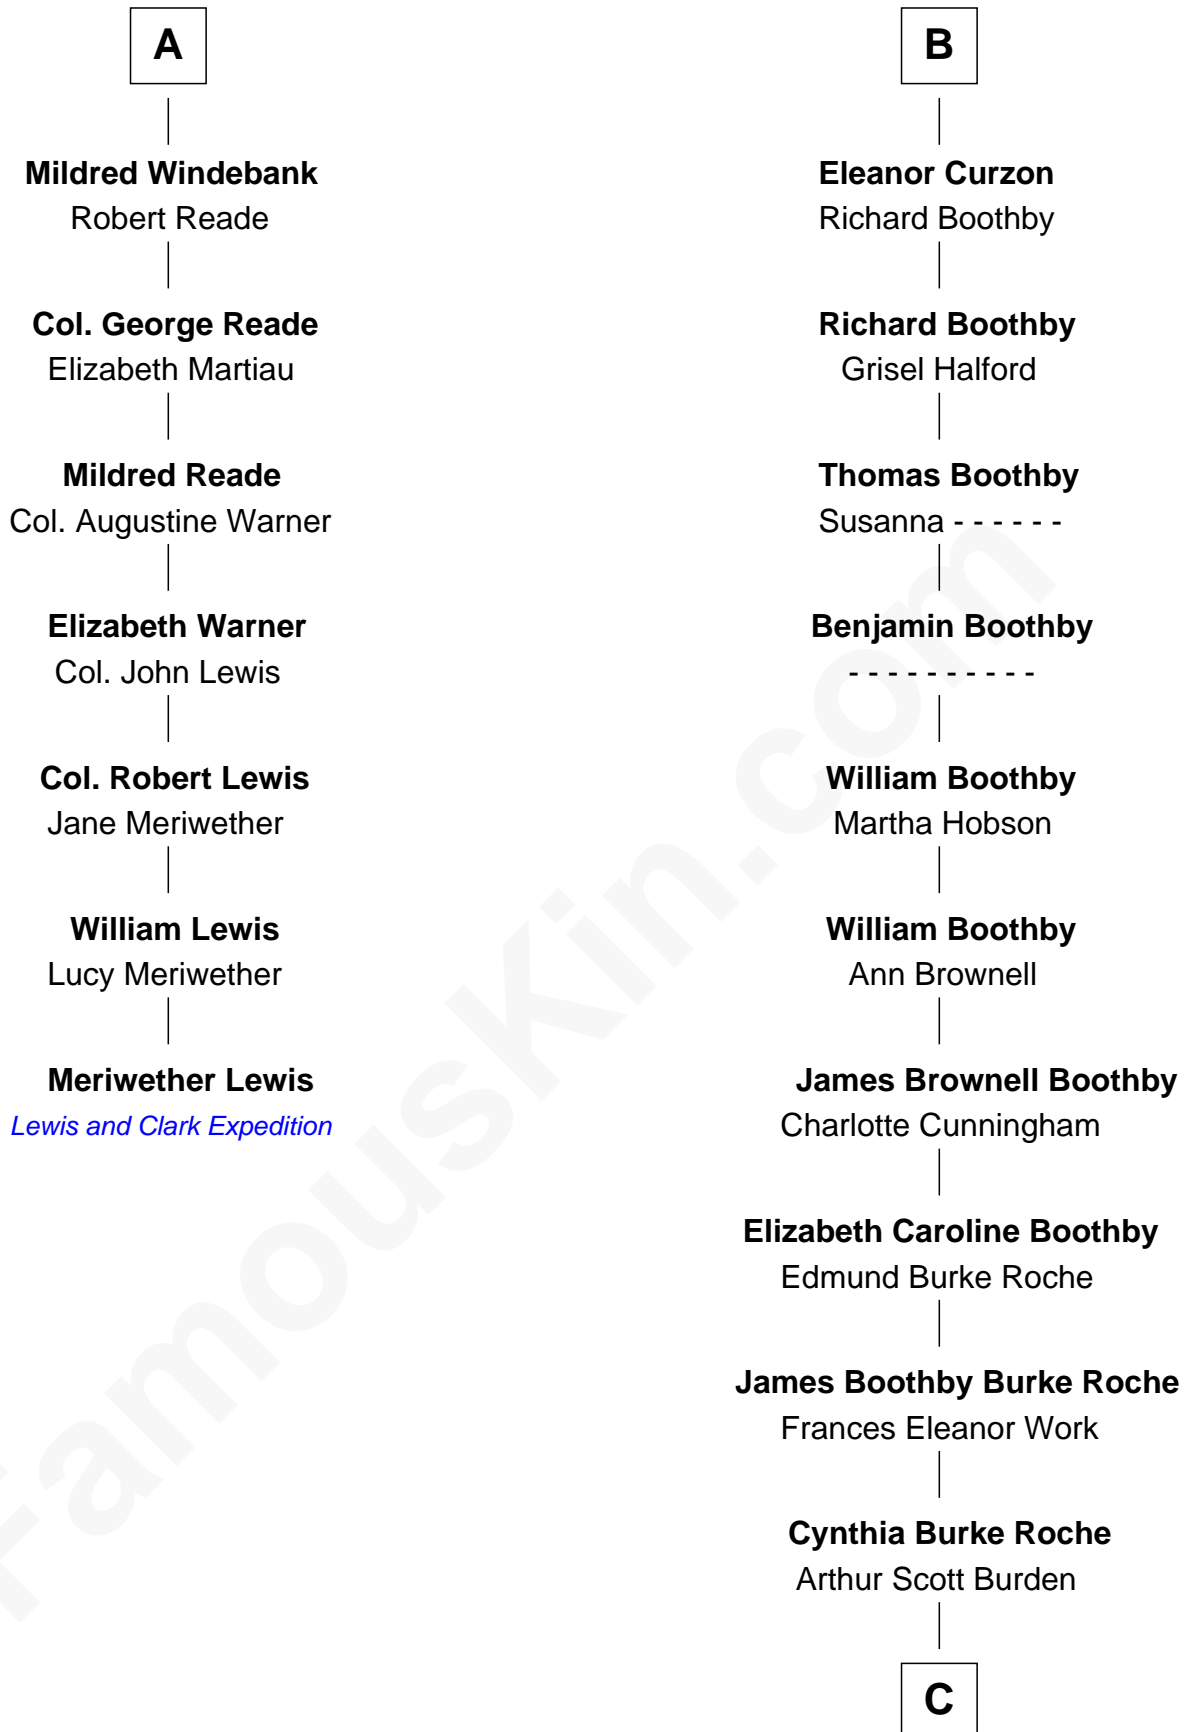 A
Mildred Windebank
Robert Reade
Col. George Reade
Elizabeth Martiau
Mildred Reade
Col. Augustine Warner
Elizabeth Warner
Col. John Lewis
Col. Robert Lewis
Jane Meriwether
William Lewis
Lucy Meriwether
Meriwether Lewis
Lewis and Clark Expedition
B
Eleanor Curzon
Richard Boothby
Richard Boothby
Grisel Halford
Thomas Boothby
Susanna - - - - - -
Benjamin Boothby
- - - - - - - - - -
William Boothby
Martha Hobson
William Boothby
Ann Brownell
James Brownell Boothby
Charlotte Cunningham
Elizabeth Caroline Boothby
Edmund Burke Roche
James Boothby Burke Roche
Frances Eleanor Work
Cynthia Burke Roche
Arthur Scott Burden
C
FamousKin.com